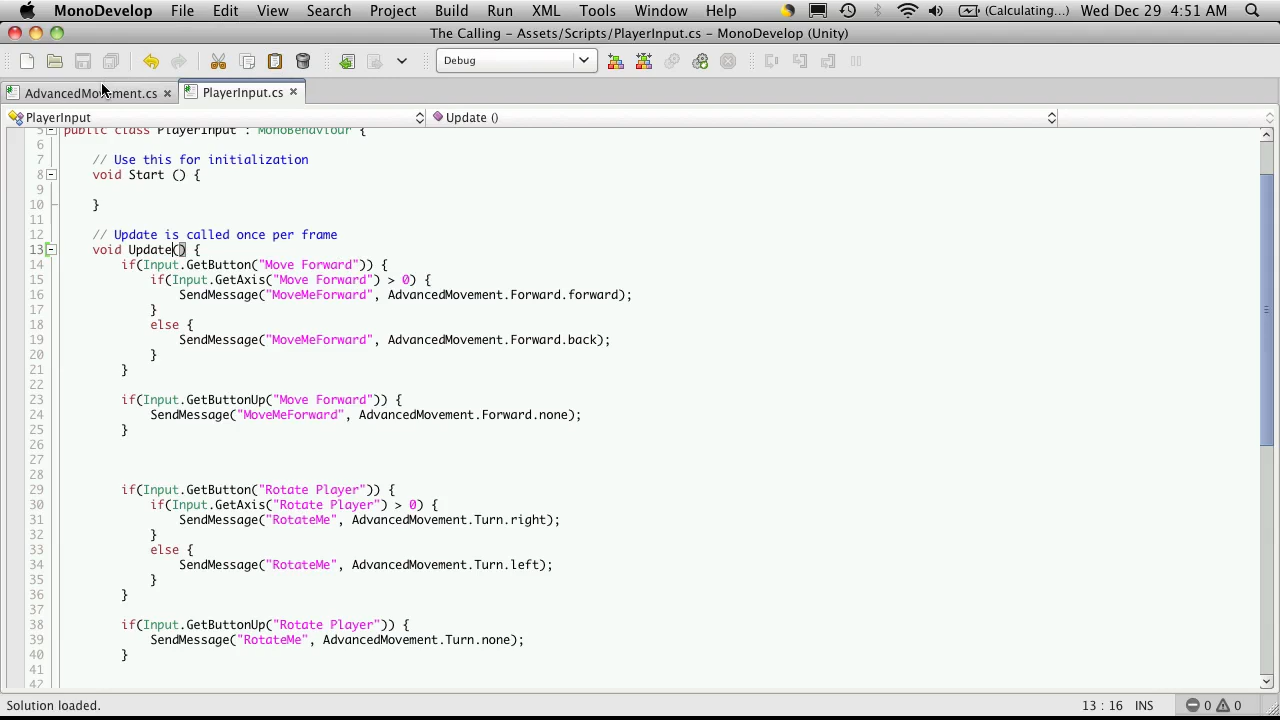 MonoDevelop File Edit View Search Project Build Run XML Tools Window Help (Calculating...) Wed Dec 29 4:51 AM
The Calling – Assets/Scripts/PlayerInput.cs – MonoDevelop (Unity)
Debug
AdvancedMovement.cs PlayerInput.cs
PlayerInput Update ()
5 public class PlayerInput : MonoBehaviour {
6
7 // Use this for initialization
8 void Start () {
9
10 }
11
12 // Update is called once per frame
13 void Update() {
14 if(Input.GetButton("Move Forward")) {
15 if(Input.GetAxis("Move Forward") > 0) {
16 SendMessage("MoveMeForward", AdvancedMovement.Forward.forward);
17 }
18 else {
19 SendMessage("MoveMeForward", AdvancedMovement.Forward.back);
20 }
21 }
22
23 if(Input.GetButtonUp("Move Forward")) {
24 SendMessage("MoveMeForward", AdvancedMovement.Forward.none);
25 }
26
27
28
29 if(Input.GetButton("Rotate Player")) {
30 if(Input.GetAxis("Rotate Player") > 0) {
31 SendMessage("RotateMe", AdvancedMovement.Turn.right);
32 }
33 else {
34 SendMessage("RotateMe", AdvancedMovement.Turn.left);
35 }
36 }
37
38 if(Input.GetButtonUp("Rotate Player")) {
39 SendMessage("RotateMe", AdvancedMovement.Turn.none);
40 }
41
42
Solution loaded. 13 : 16 INS 0 0